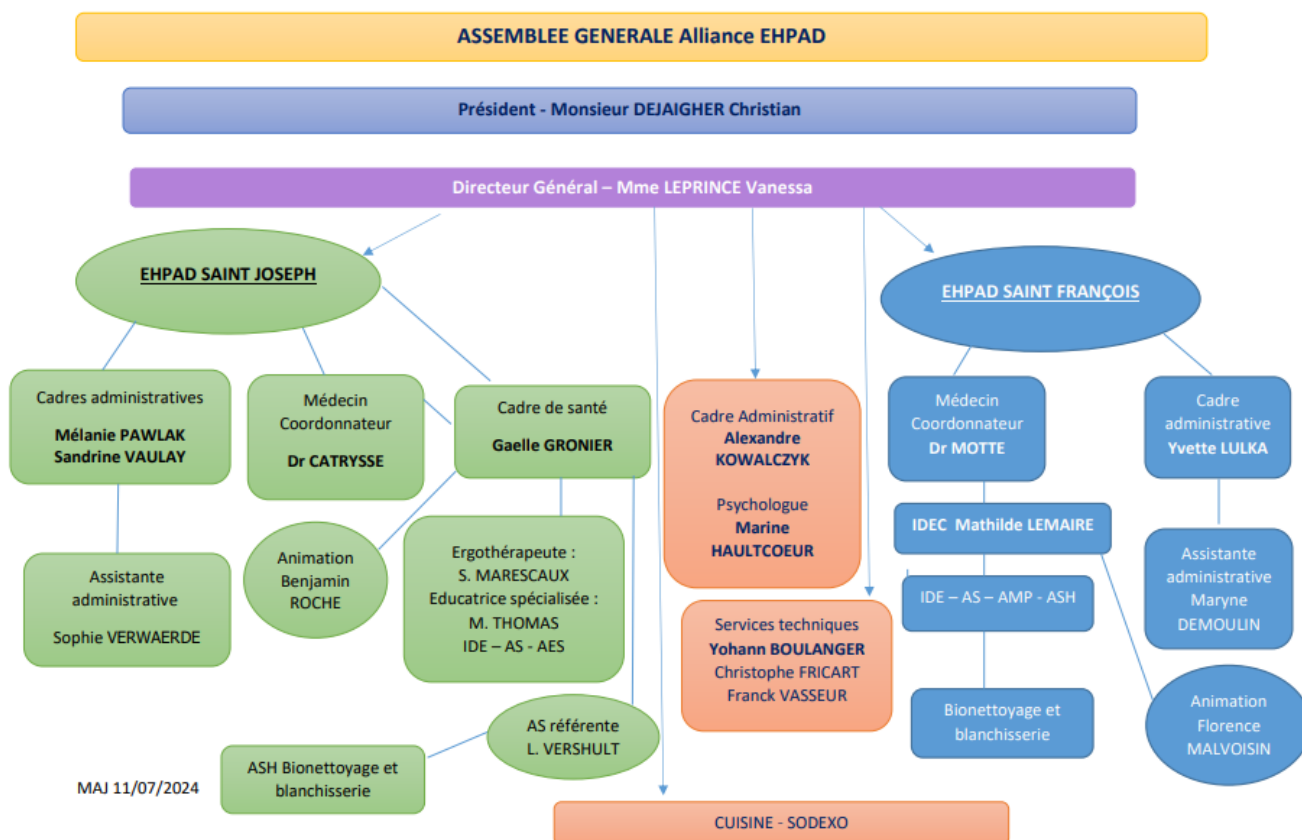 ASSEMBLEE GENERALE Alliance EHPAD
Président - Monsieur DEJAIGHER Christian
Directeur Général – Mme LEPRINCE Vanessa
EHPAD SAINT JOSEPH
EHPAD SAINT FRANÇOIS
Cadres administratives
Mélanie PAWLAK
Sandrine VAULAY
Médecin
Coordonnateur
Dr CATRYSSE
Cadre de santé
Gaelle GRONIER
Cadre Administratif
Alexandre
KOWALCZYK
Psychologue
Marine
HAULTCOEUR
Médecin
Coordonnateur
Dr MOTTE
Cadre
administrative
Yvette LULKA
IDEC Mathilde LEMAIRE
Assistante
administrative
Sophie VERWAERDE
Animation
Benjamin
ROCHE
Ergothérapeute :
S. MARESCAUX
Educatrice spécialisée :
M. THOMAS
IDE – AS - AES
IDE – AS – AMP - ASH
Assistante
administrative
Maryne
DEMOULIN
Services techniques
Yohann BOULANGER
Christophe FRICART
Franck VASSEUR
Bionettoyage et
blanchisserie
Animation
Florence
MALVOISIN
AS référente
L. VERSHULT
ASH Bionettoyage et
blanchisserie
MAJ 11/07/2024
CUISINE - SODEXO